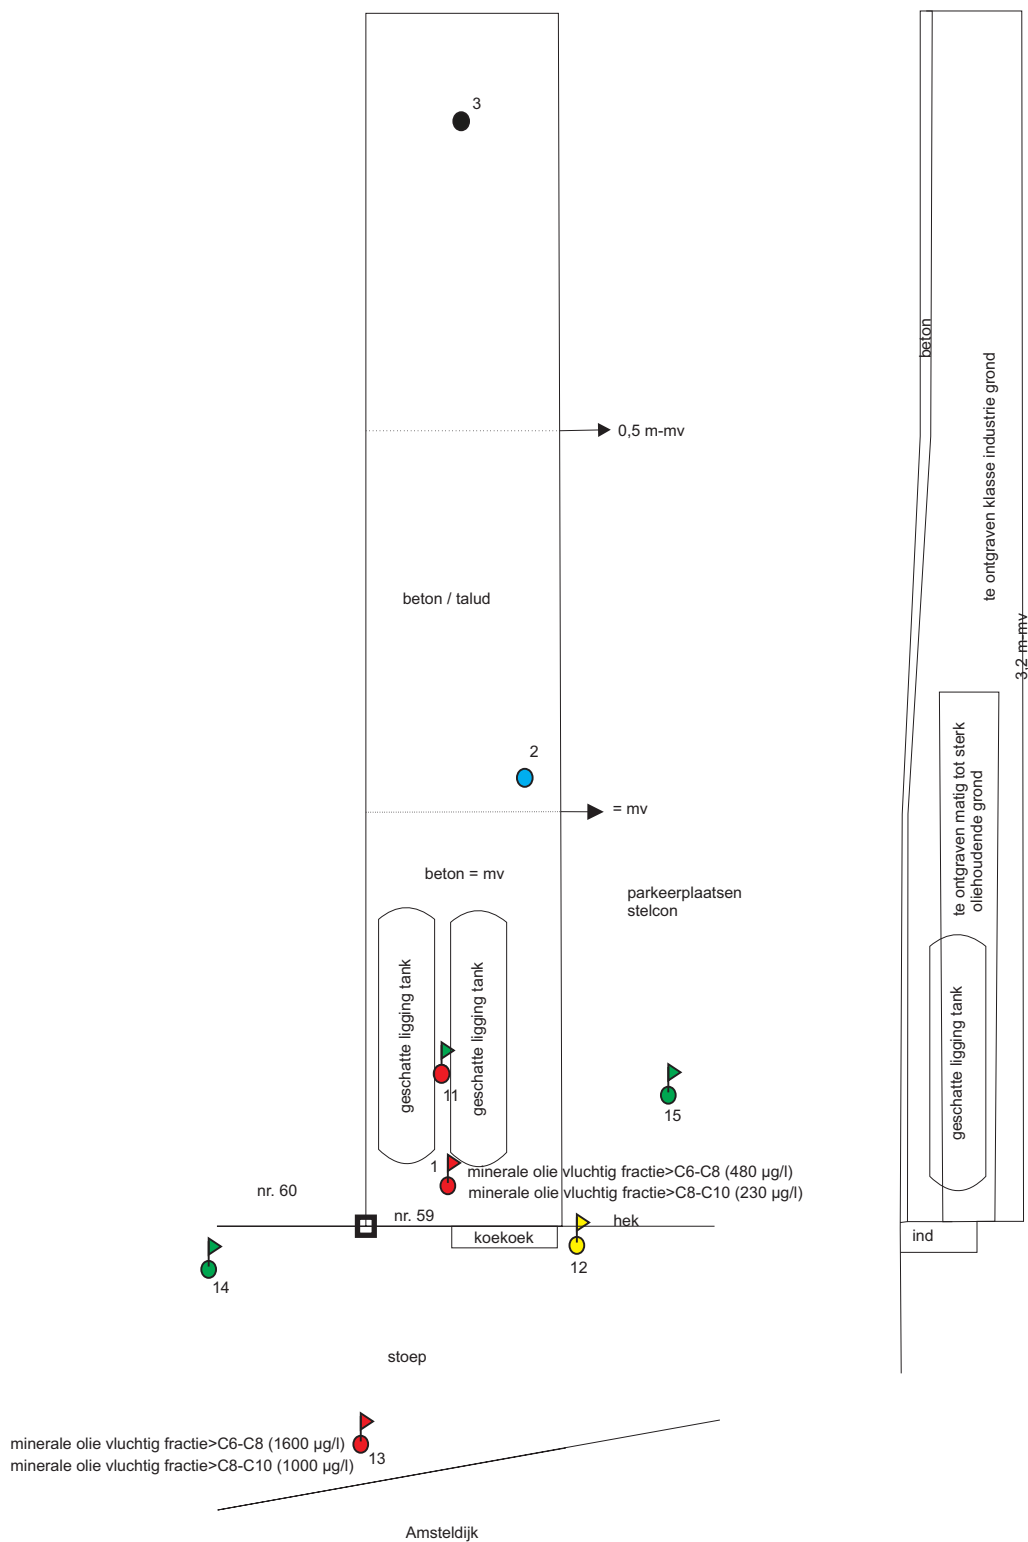 3
beton
te ontgraven klasse industrie grond
0,5 m-mv
beton / talud
3,2 m-mv
2
= mv
te ontgraven matig tot sterk
oliehoudende grond
beton = mv
parkeerplaatsen
stelcon
geschatte ligging tank
geschatte ligging tank
geschatte ligging tank
11
15
1
minerale olie vluchtig fractie>C6-C8 (480 µg/l)
minerale olie vluchtig fractie>C8-C10 (230 µg/l)
nr. 60
nr. 59
hek
koekoek
ind
12
14
stoep
minerale olie vluchtig fractie>C6-C8 (1600 µg/l)
13
minerale olie vluchtig fractie>C8-C10 (1000 µg/l)
Amsteldijk